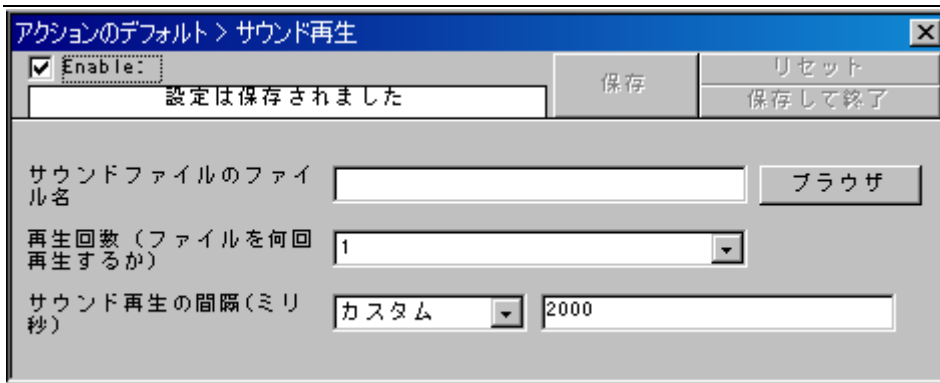 アクションのデフォルト > サウンド再生
Enable:
設定は保存されました
保存
リセット
保存して終了
サウンドファイルのファイ
ル名
ブラウザ
再生回数(ファイルを何回
再生するか)
1
サウンド再生の間隔(ミリ
秒)
カスタム
2000